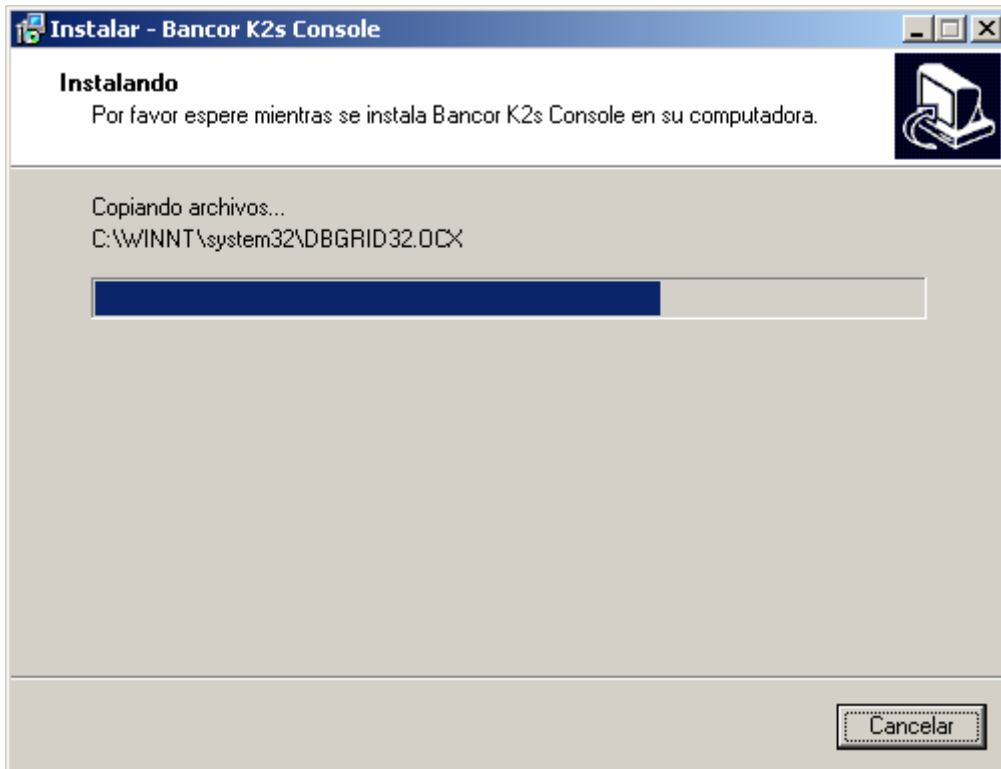 Instalar - Bancor K2s Console
Instalando
Por favor espere mientras se instala Bancor K2s Console en su computadora.
Copiando archivos...
C:\WINNT\system32\DBGRID32.OCX
Cancelar